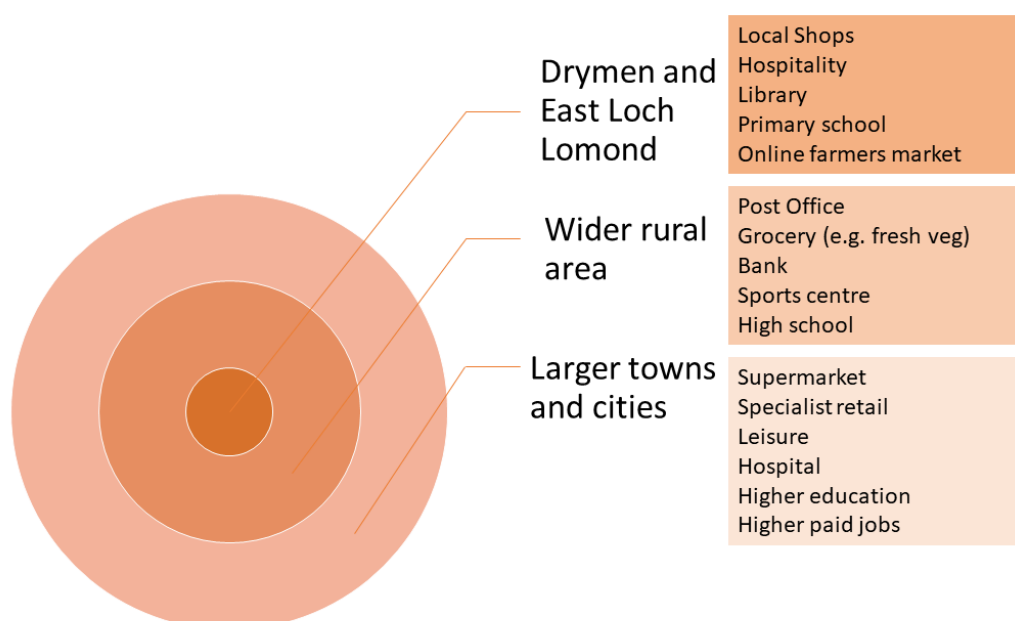 Drymen and
East Loch
Lomond
Local Shops
Hospitality
Library
Primary school
Online farmers market
Wider rural
area
Post Office
Grocery (e.g. fresh veg)
Bank
Sports centre
High school
Larger towns
and cities
Supermarket
Specialist retail
Leisure
Hospital
Higher education
Higher paid jobs